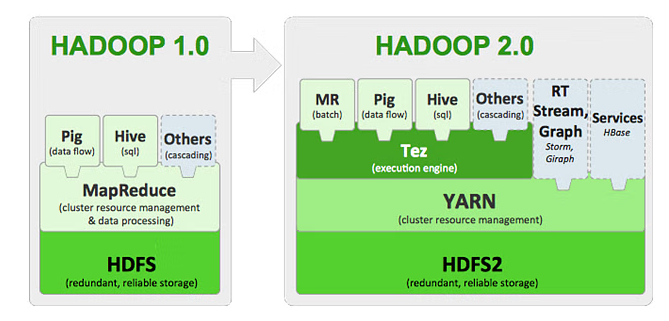 HADOOP 1.0
Pig
(data flow)
Hive
(sql)
Others
(cascading)
MapReduce
(cluster resource management
& data processing)
HDFS
(redundant, reliable storage)
HADOOP 2.0
MR
(batch)
Pig
(data flow)
Hive
(sql)
Others
(cascading)
RT
Stream,
Graph
Storm,
Giraph
Services
HBase
Tez
(execution engine)
YARN
(cluster resource management)
HDFS2
(redundant, reliable storage)